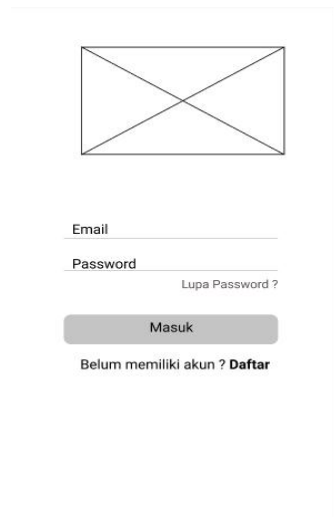 Email
Password
Lupa Password ?
Masuk
Belum memiliki akun ? Daftar